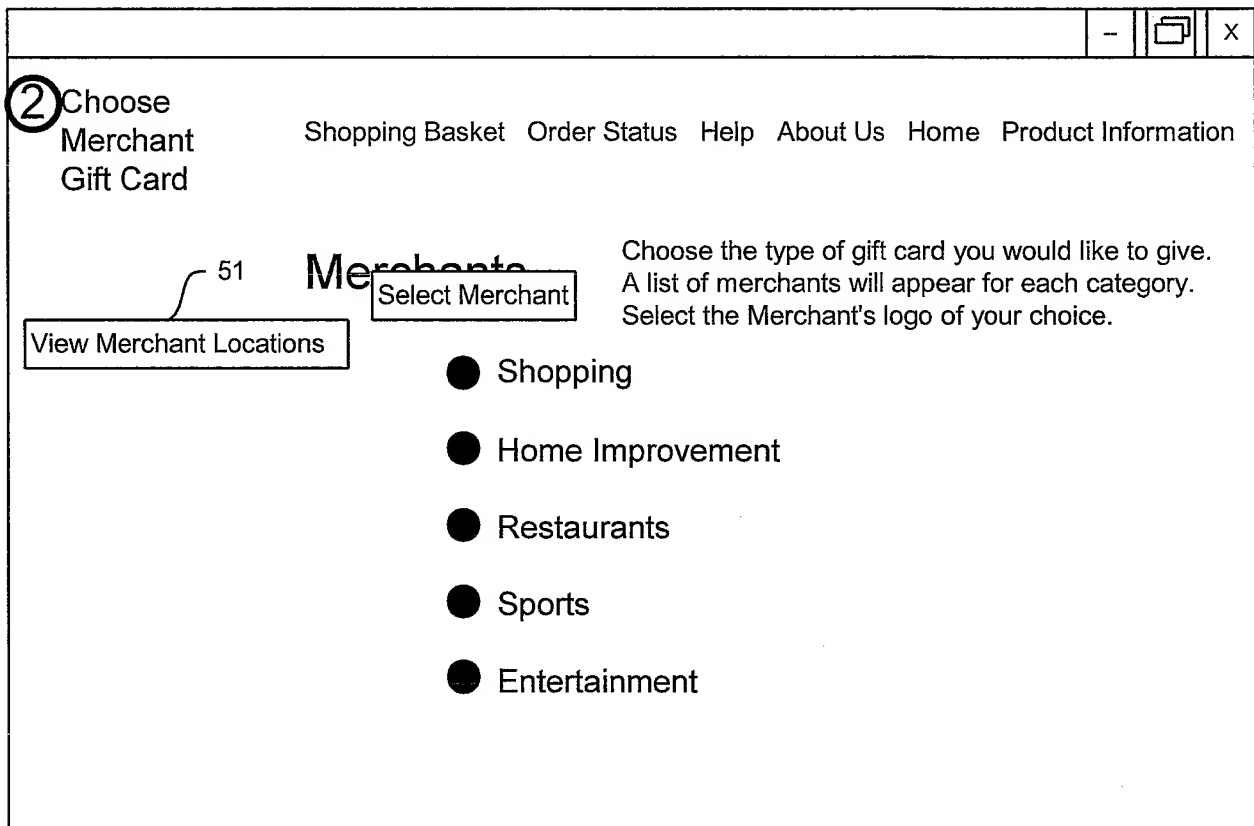 – X
2 Choose
Merchant
Gift Card
Shopping Basket Order Status Help About Us Home Product Information
51
View Merchant Locations
Merchants
Select Merchant
Choose the type of gift card you would like to give.
A list of merchants will appear for each category.
Select the Merchant's logo of your choice.
Shopping
Home Improvement
Restaurants
Sports
Entertainment